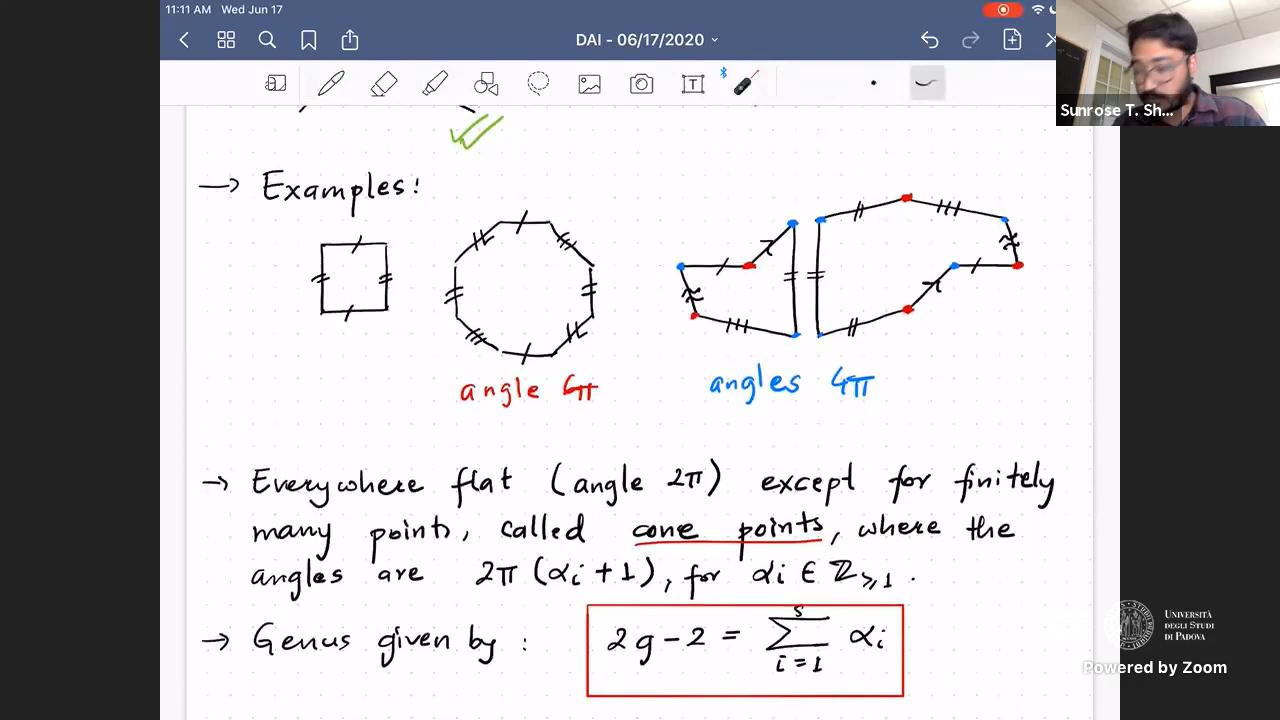 11:11 AM Wed Jun 17
DAI - 06/17/2020
T
Sunrose T. Sh...
→ Examples:
angle 6π
angles 4π
→ Everywhere flat (angle 2π) except for finitely
many points, called cone points, where the
angles are 2π (αi + 1), for αi ∈ ℤ⩾1.
→ Genus given by: 2g - 2 = ∑_{i=1}^{s} αi
UNIVERSITÀ
DEGLI STUDI
DI PADOVA
Powered by Zoom